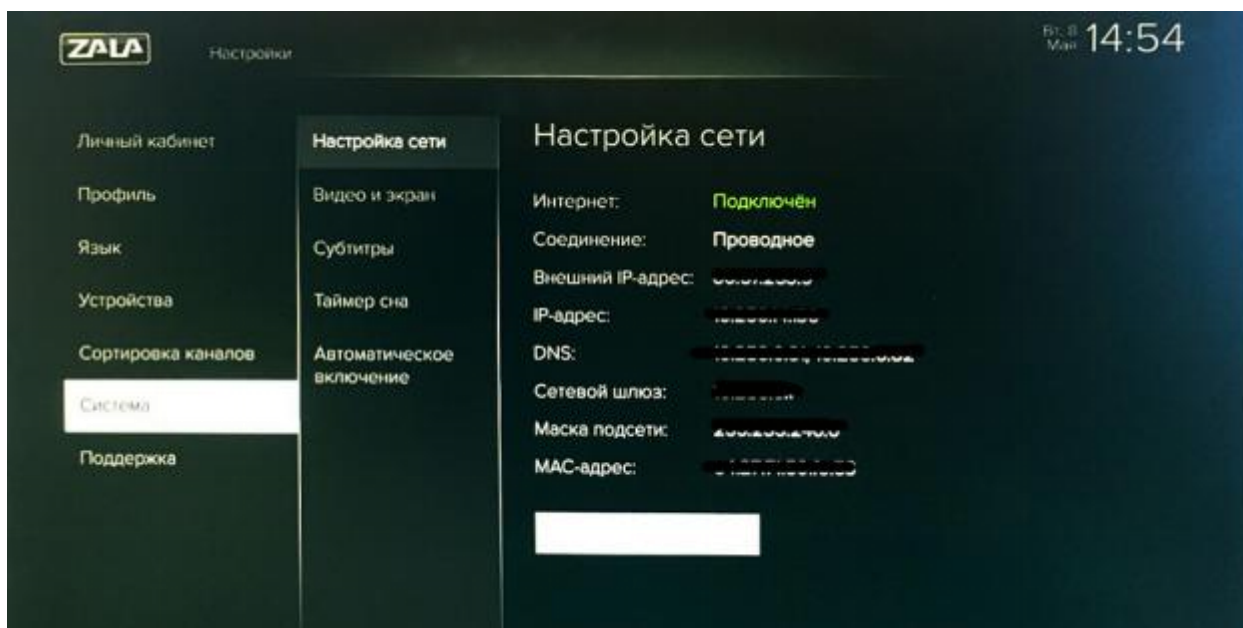 ZALA
Настройки
Вт, 8
Май
14:54
Личный кабинет
Профиль
Язык
Устройства
Сортировка каналов
Система
Поддержка
Настройка сети
Видео и экран
Субтитры
Таймер сна
Автоматическое
включение
Настройка сети
Интернет: Подключён
Соединение: Проводное
Внешний IP-адрес:
IP-адрес:
DNS:
Сетевой шлюз:
Маска подсети:
MAC-адрес: